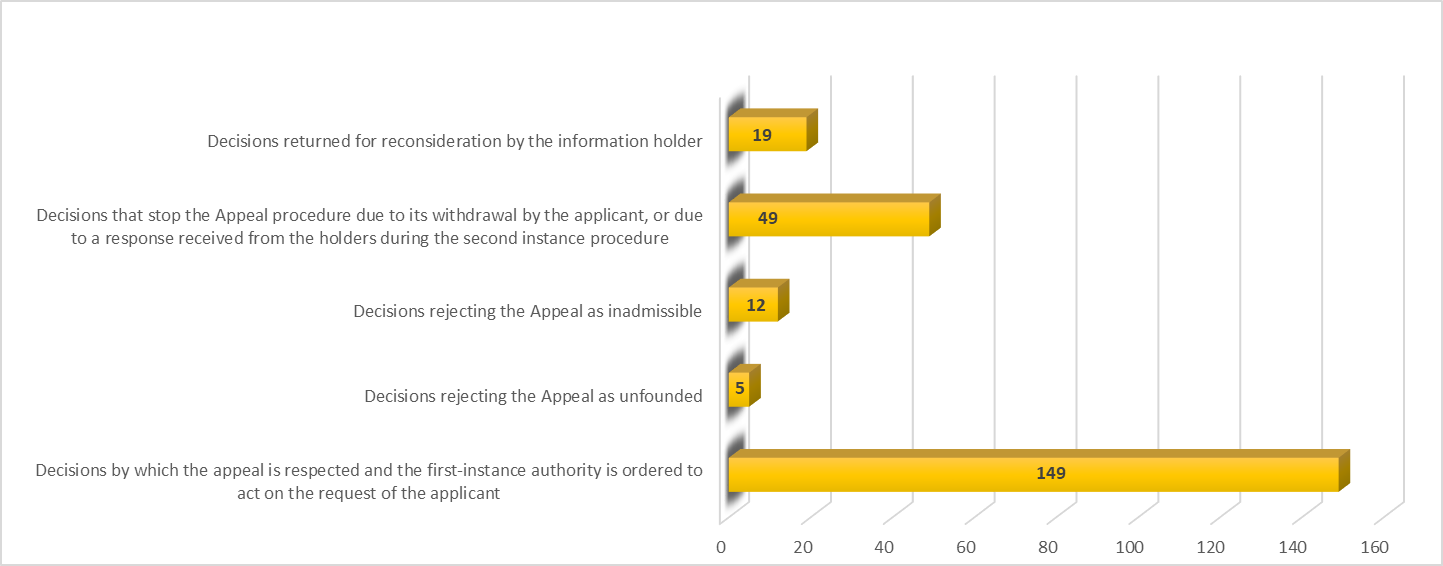 Decisions returned for reconsideration by the information holder
19
Decisions that stop the Appeal procedure due to its withdrawal by the applicant, or due
to a response received from the holders during the second instance procedure
49
Decisions rejecting the Appeal as inadmissible
12
Decisions rejecting the Appeal as unfounded
5
Decisions by which the appeal is respected and the first-instance authority is ordered to
act on the request of the applicant
149
0 20 40 60 80 100 120 140 160